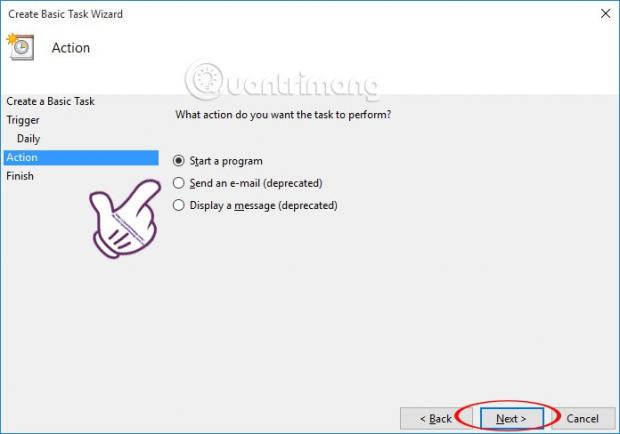 Create Basic Task Wizard
Action
Quantrimang
Create a Basic Task
What action do you want the task to perform?
Trigger
Daily
Action
Start a program
Finish
Send an e-mail (deprecated)
Display a message (deprecated)
< Back
Next >
Cancel